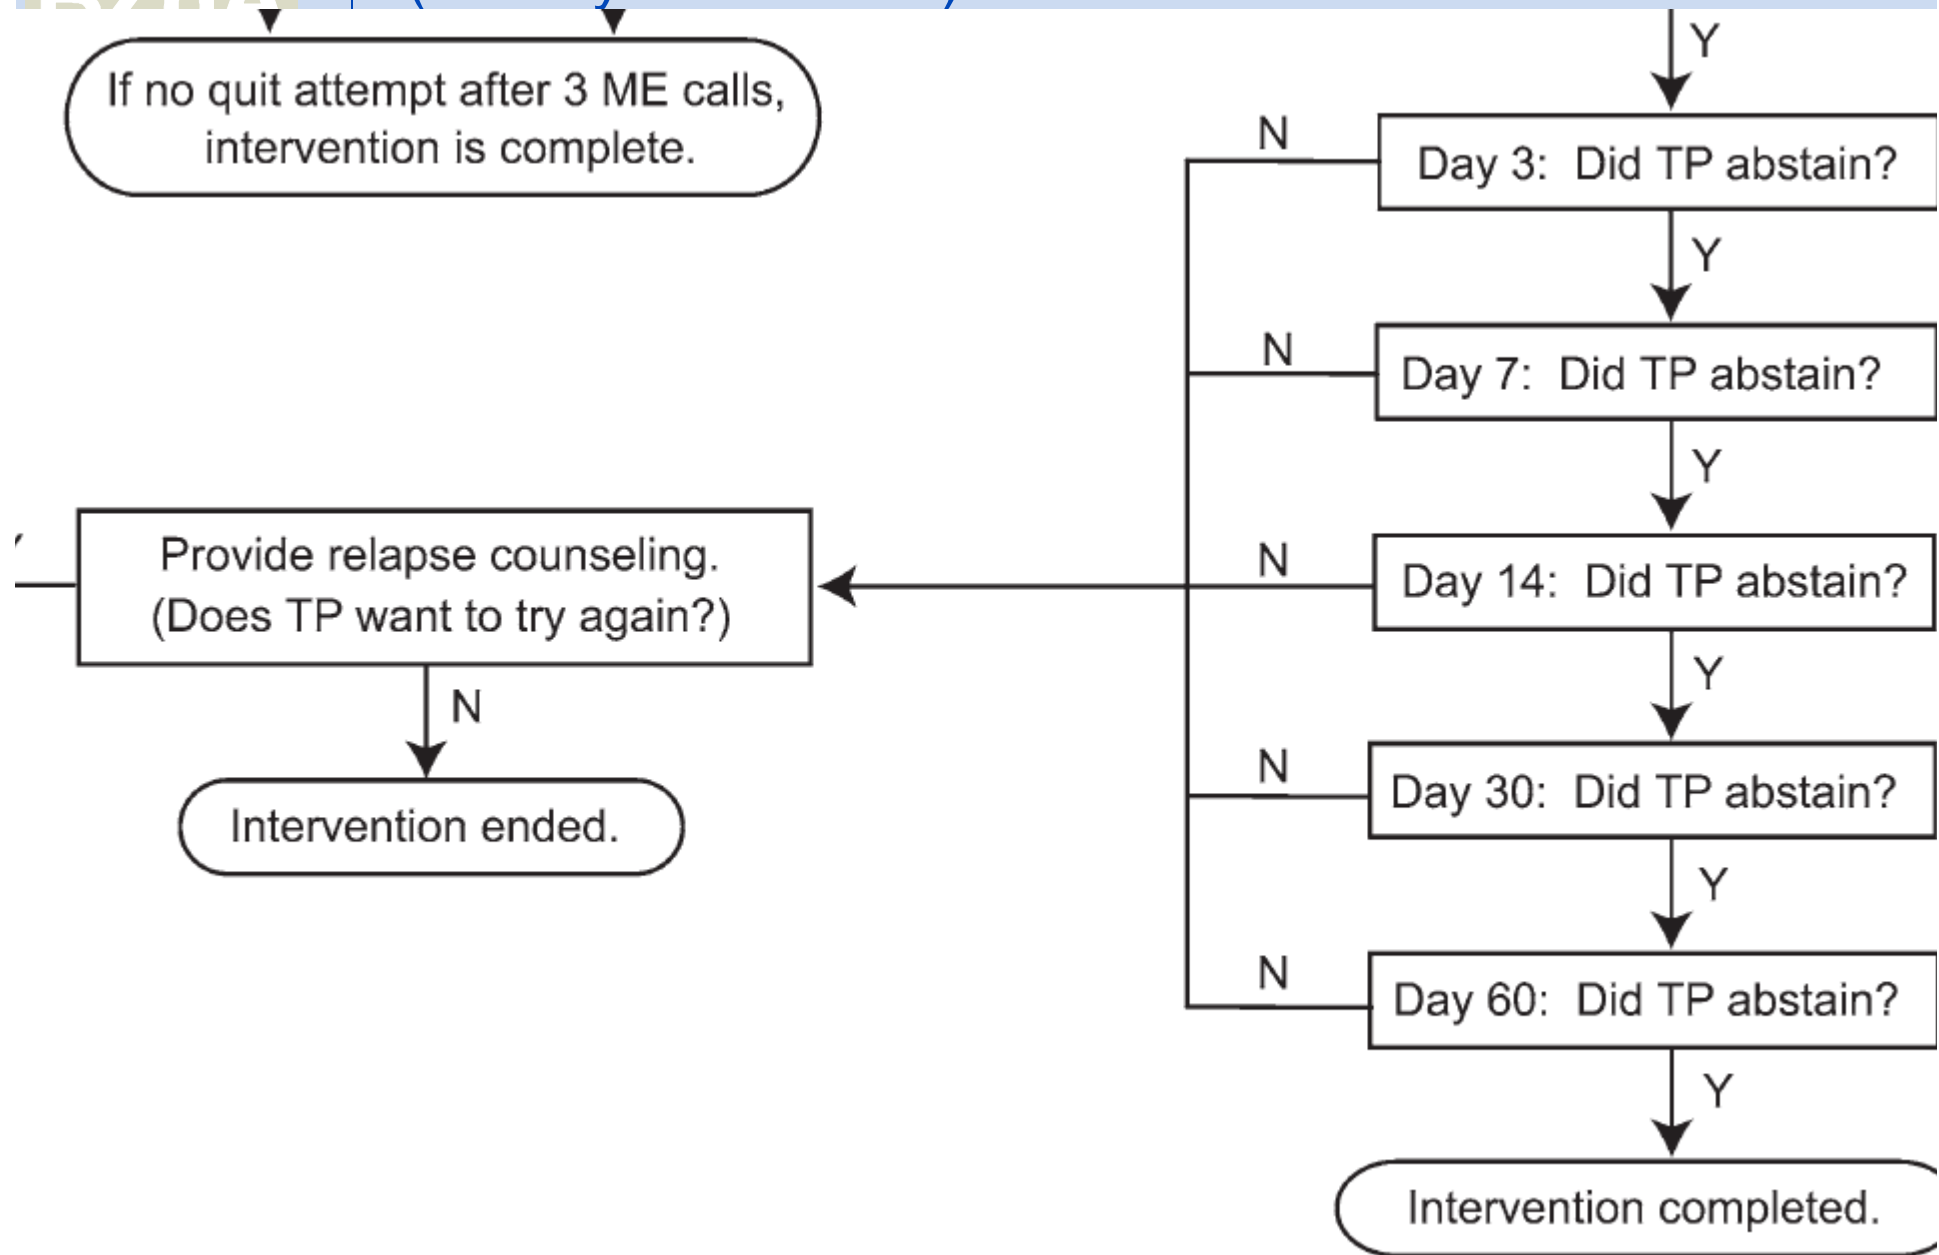 If no quit attempt after 3 ME calls,
intervention is complete.
Y
N
Day 3: Did TP abstain?
Y
N
Day 7: Did TP abstain?
Y
N
Day 14: Did TP abstain?
Provide relapse counseling.
(Does TP want to try again?)
Y
N
N
Day 30: Did TP abstain?
Intervention ended.
Y
N
Day 60: Did TP abstain?
Y
Intervention completed.